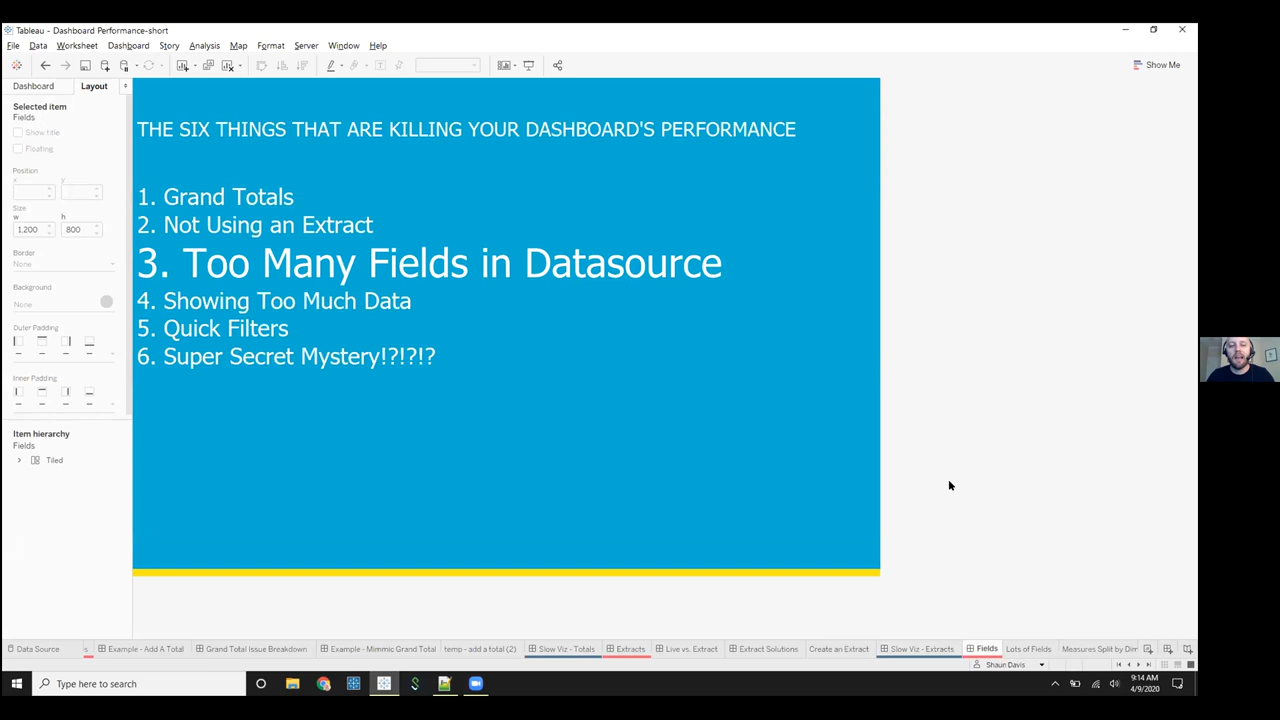 Tableau - Dashboard Performance-short
File Data Worksheet Dashboard Story Analysis Map Format Server Window Help
Show Me
Dashboard Layout
Selected item
Fields
Show title
Floating
Position
x y
Size
w h
1,200 800
Border
None
Background
None
Outer Padding
Inner Padding
Item hierarchy
Fields
Tiled
THE SIX THINGS THAT ARE KILLING YOUR DASHBOARD'S PERFORMANCE
1. Grand Totals
2. Not Using an Extract
3. Too Many Fields in Datasource
4. Showing Too Much Data
5. Quick Filters
6. Super Secret Mystery!?!?!?
Data Source s Example - Add A Total Grand Total Issue Breakdown Example - Mimmic Grand Total temp - add a total (2) Slow Viz - Totals Extracts Live vs. Extract Extract Solutions Create an Extract Slow Viz - Extracts Fields Lots of Fields Measures Split by Dim
Shaun Davis
Type here to search
9:14 AM
4/9/2020